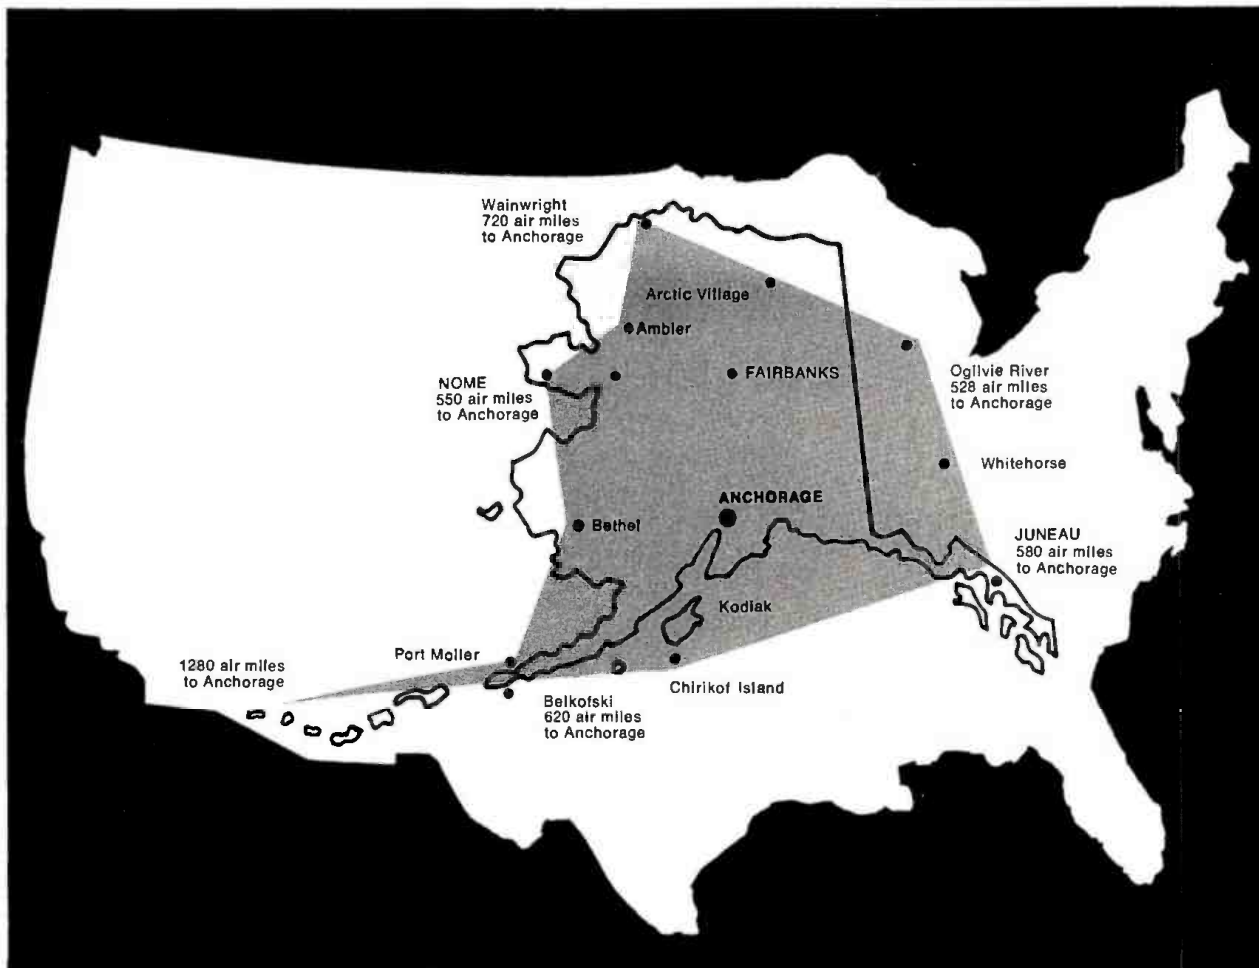 Wainwright
720 air miles
to Anchorage
Arctic Village
Ambler
NOME
550 air miles
to Anchorage
FAIRBANKS
Ogilvie River
528 air miles
to Anchorage
Whitehorse
ANCHORAGE
Bethel
JUNEAU
580 air miles
to Anchorage
Kodiak
Port Moller
1280 air miles
to Anchorage
Chirikof Island
Belkofski
620 air miles
to Anchorage